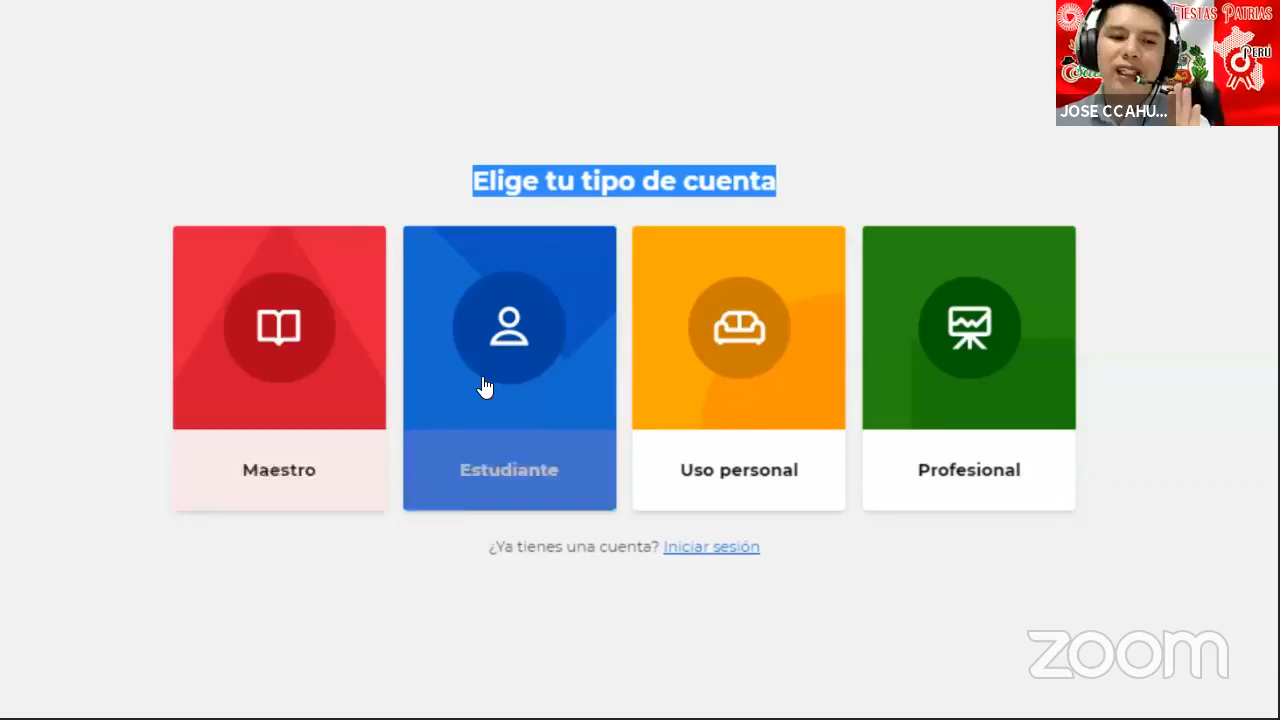 FIESTAS PATRIAS
PERÚ
JOSE CCAHU...
Elige tu tipo de cuenta
Maestro
Estudiante
Uso personal
Profesional
¿Ya tienes una cuenta? Iniciar sesión
zoom